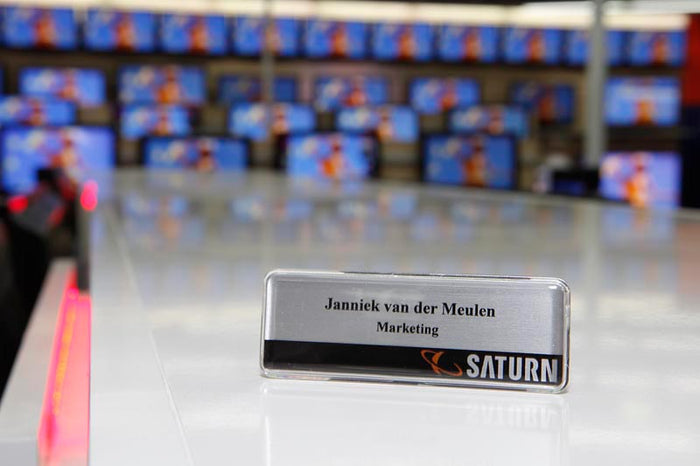 Janniek van der Meulen
Marketing
SATURN